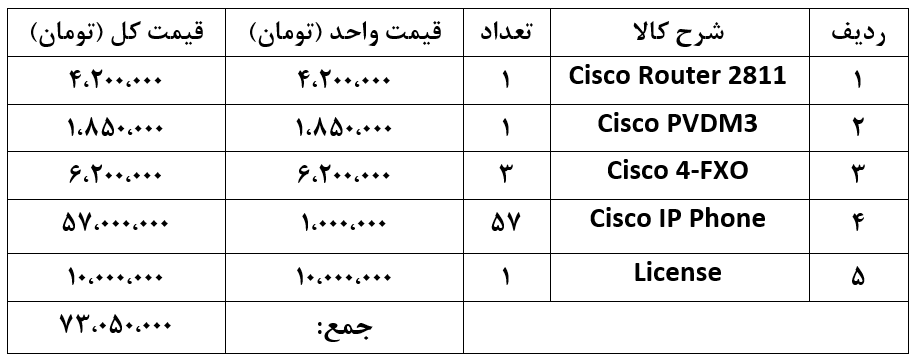 ردیف شرح کالا تعداد قیمت واحد (تومان) قیمت کل (تومان)
۱ Cisco Router 2811 ۱ ۴،۲۰۰،۰۰۰ ۴،۲۰۰،۰۰۰
۲ Cisco PVDM3 ۱ ۱،۸۵۰،۰۰۰ ۱،۸۵۰،۰۰۰
۳ Cisco 4-FXO ۳ ۶،۲۰۰،۰۰۰ ۶،۲۰۰،۰۰۰
۴ Cisco IP Phone ۵۷ ۱،۰۰۰،۰۰۰ ۵۷،۰۰۰،۰۰۰
۵ License ۱ ۱۰،۰۰۰،۰۰۰ ۱۰،۰۰۰،۰۰۰
جمع: ۷۳،۰۵۰،۰۰۰